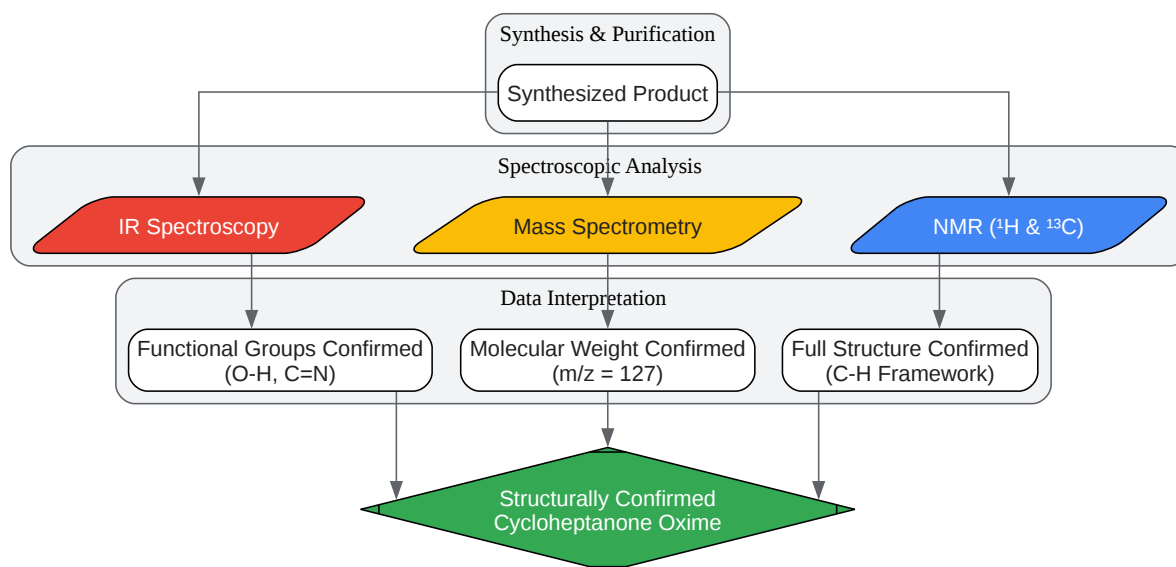 Synthesis & Purification
Synthesized Product
Spectroscopic Analysis
IR Spectroscopy
Mass Spectrometry
NMR (¹H & ¹³C)
Data Interpretation
Functional Groups Confirmed
(O-H, C=N)
Molecular Weight Confirmed
(m/z = 127)
Full Structure Confirmed
(C-H Framework)
Structurally Confirmed
Cycloheptanone Oxime